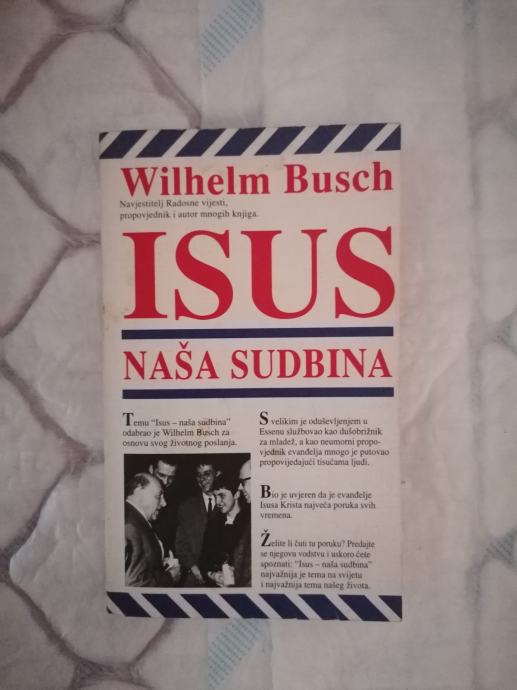 Wilhelm Busch
Navjestitelj Radosne vijesti,
propovjednik i autor mnogih knjiga.
ISUS
NAŠA SUDBINA
Temu "Isus – naša sudbina"
odabrao je Wilhelm Busch za
osnovu svog životnog poslanja.
S velikim je oduševljenjem u
Essenu službovao kao dušobrižnik
za mladež, a kao neumorni propo-
vjednik evanđelja mnogo je putovao
propovijedajući tisućama ljudi.
Bio je uvjeren da je evanđelje
Isusa Krista najveća poruka svih
vremena.
Želite li čuti tu poruku? Predajte
se njegovu vodstvu i uskoro ćete
spoznati: "Isus – naša sudbina"
najvažnija je tema na svijetu
i najvažnija tema našeg života.